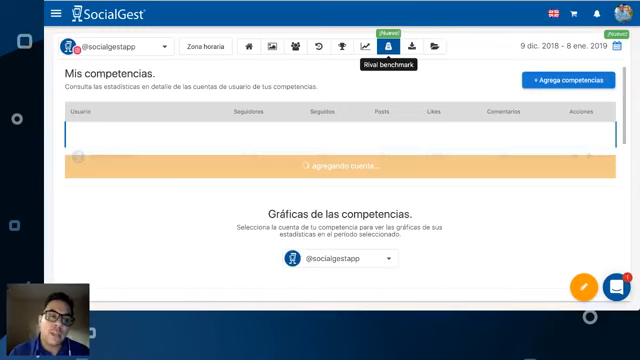 SocialGest
¡Nuevo!
¡Nuevo!
@socialgestapp
Zona horaria
9 dic. 2018 - 8 ene. 2019
Rival benchmark
Mis competencias.
Consulta las estadísticas en detalle de las cuentas de usuario de tus competencias.
+ Agrega competencias
Usuario Seguidores Seguidos Posts Likes Comentarios Acciones
agregando cuenta...
Gráficas de las competencias.
Selecciona la cuenta de tu competencia para ver las gráficas de sus
estadísticas en el período seleccionado.
@socialgestapp
1